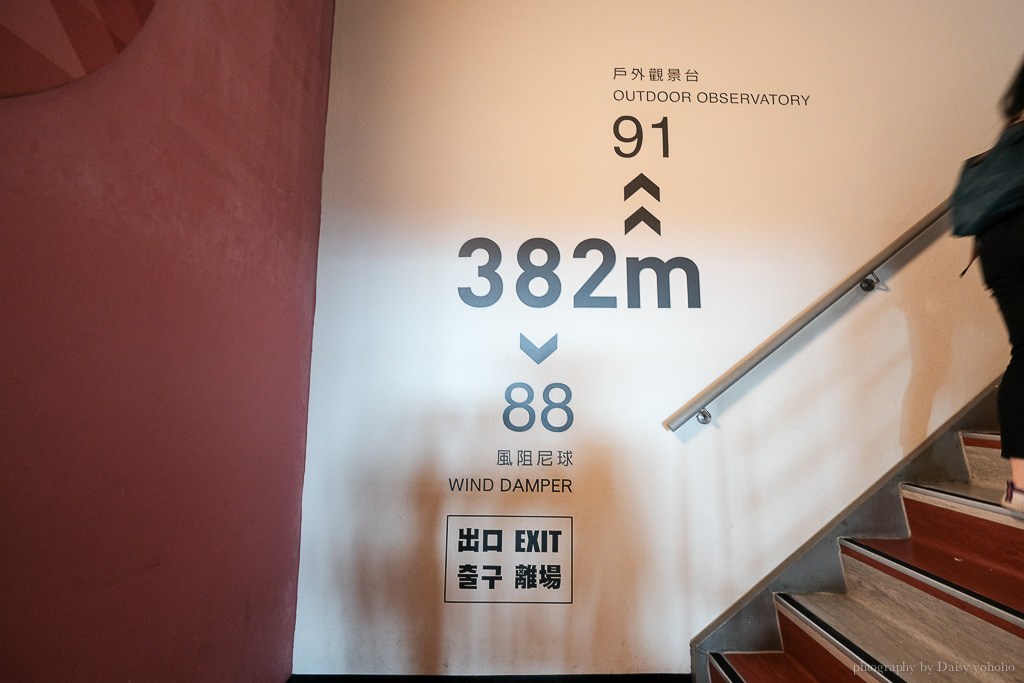 戶外觀景台
OUTDOOR OBSERVATORY
91
382m
88
風阻尼球
WIND DAMPER
出口 EXIT
출구 離場
photography by Daisy yohoho